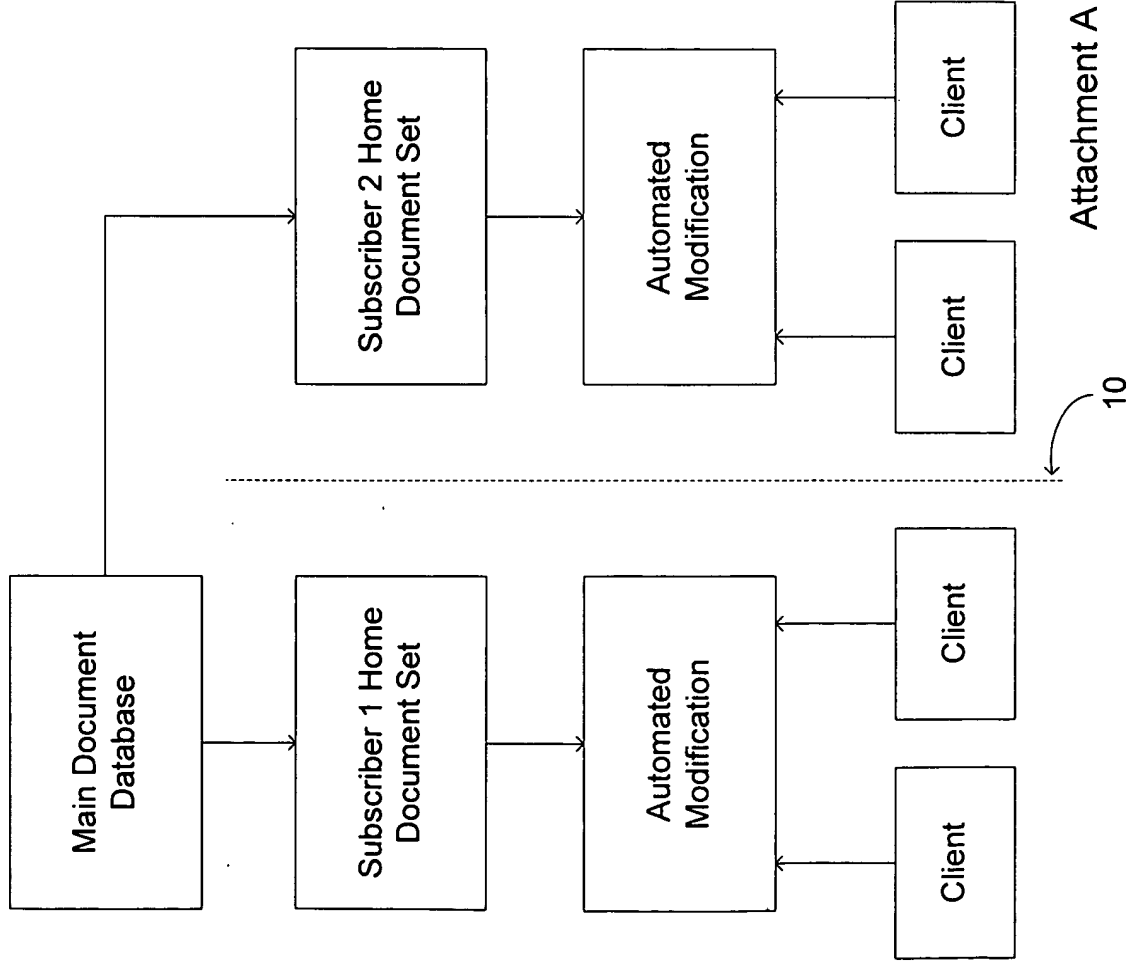 Main Document
Database
Subscriber 1 Home
Document Set
Subscriber 2 Home
Document Set
Automated
Modification
Automated
Modification
Client
Client
Client
Client
10
Attachment A